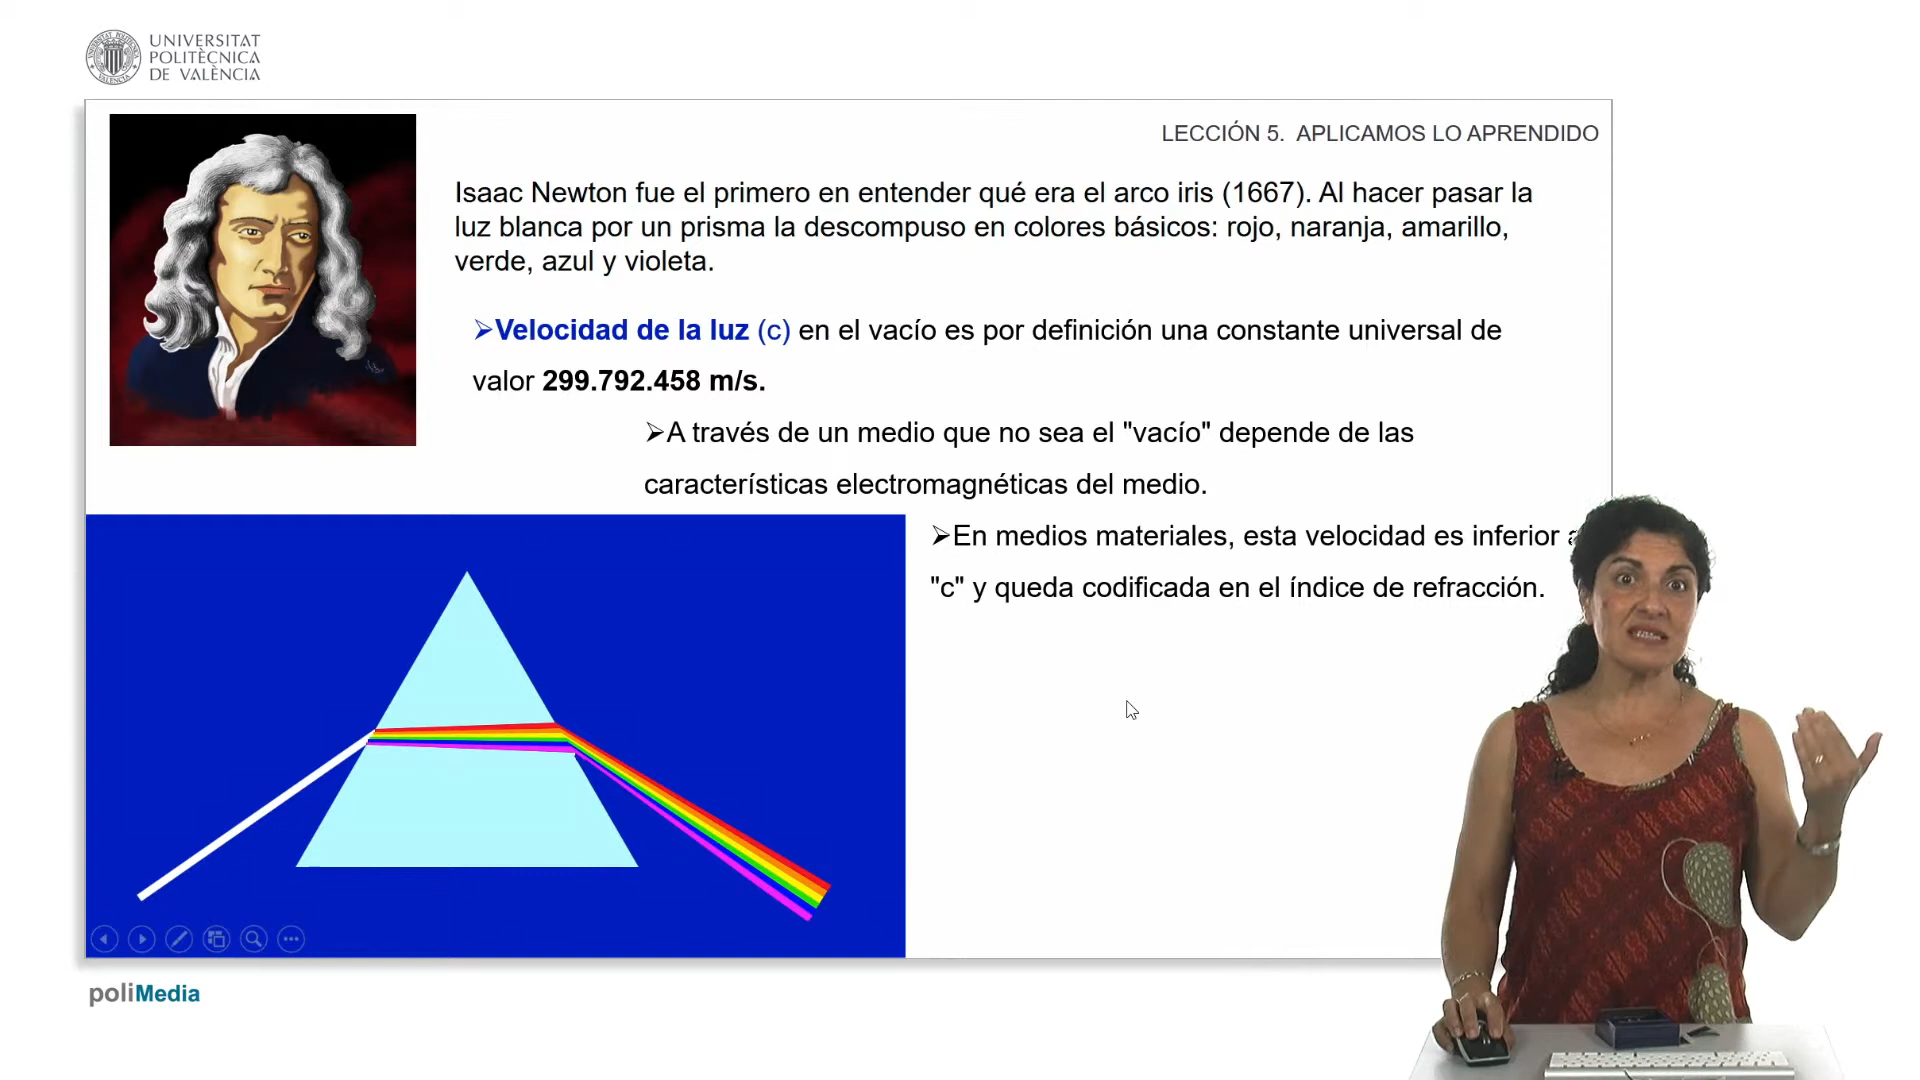 UNIVERSITAT
POLITÈCNICA
DE VALÈNCIA
LECCIÓN 5. APLICAMOS LO APRENDIDO
Isaac Newton fue el primero en entender qué era el arco iris (1667). Al hacer pasar la
luz blanca por un prisma la descompuso en colores básicos: rojo, naranja, amarillo,
verde, azul y violeta.
➢Velocidad de la luz (c) en el vacío es por definición una constante universal de
valor 299.792.458 m/s.
➢A través de un medio que no sea el "vacío" depende de las
características electromagnéticas del medio.
➢En medios materiales, esta velocidad es inferior a
"c" y queda codificada en el índice de refracción.
poliMedia